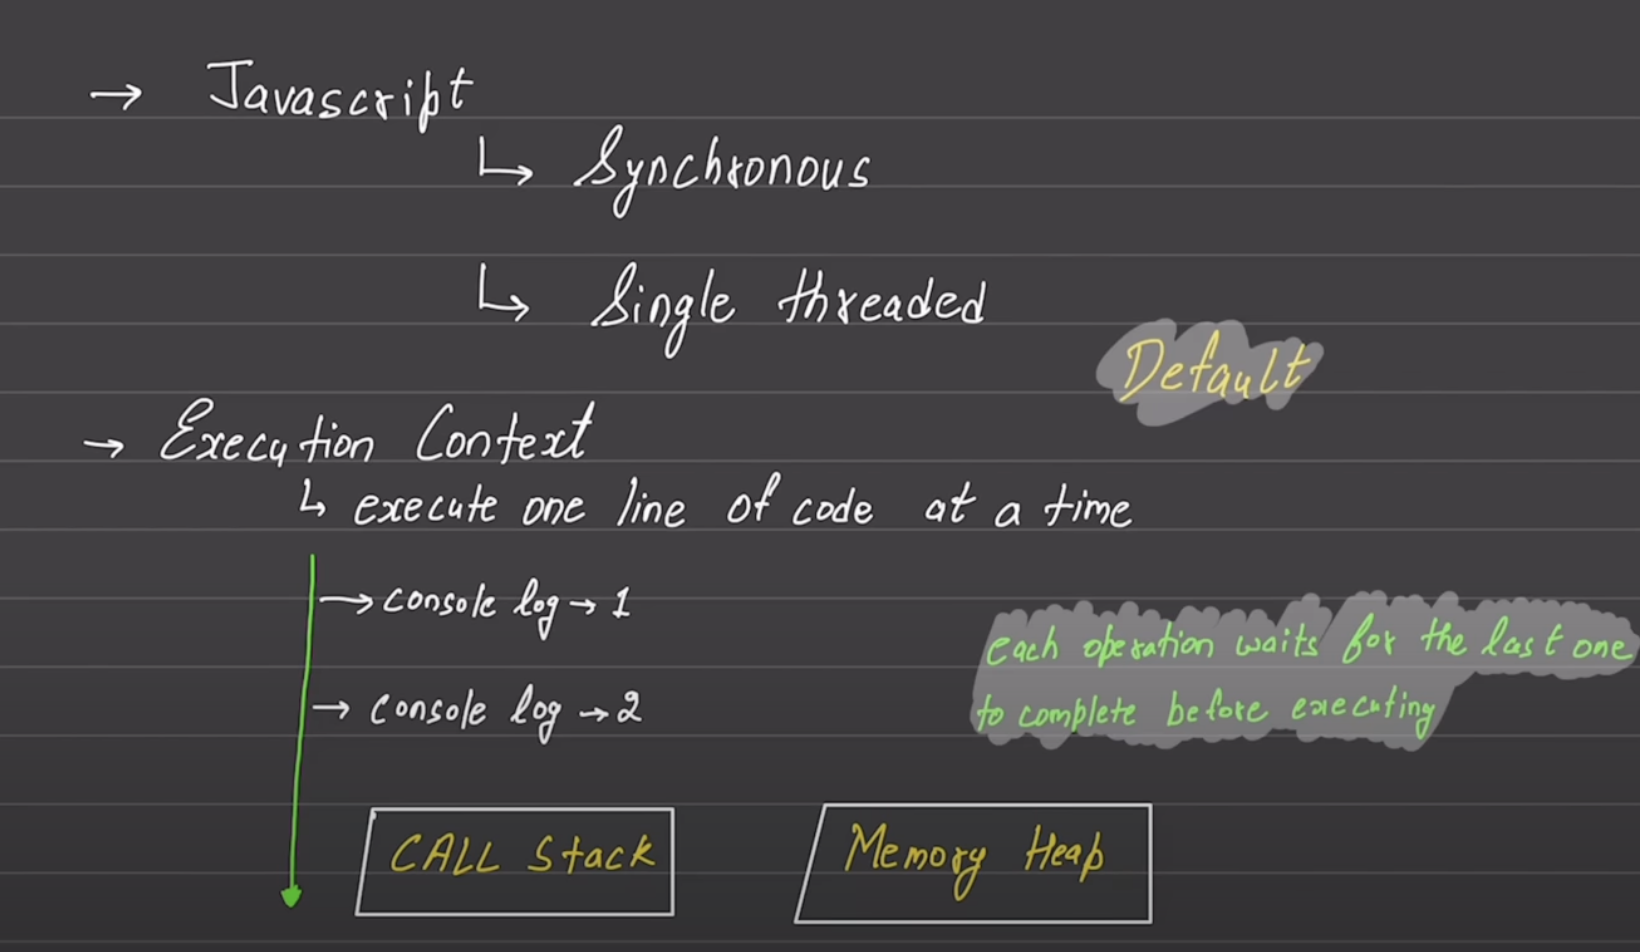 → Javascript
↳ Synchronous
↳ Single threaded
Default
→ Execution Context
↳ execute one line of code at a time
→ console log → 1
each operation waits for the last one
to complete before executing
→ console log → 2
CALL Stack
Memory Heap